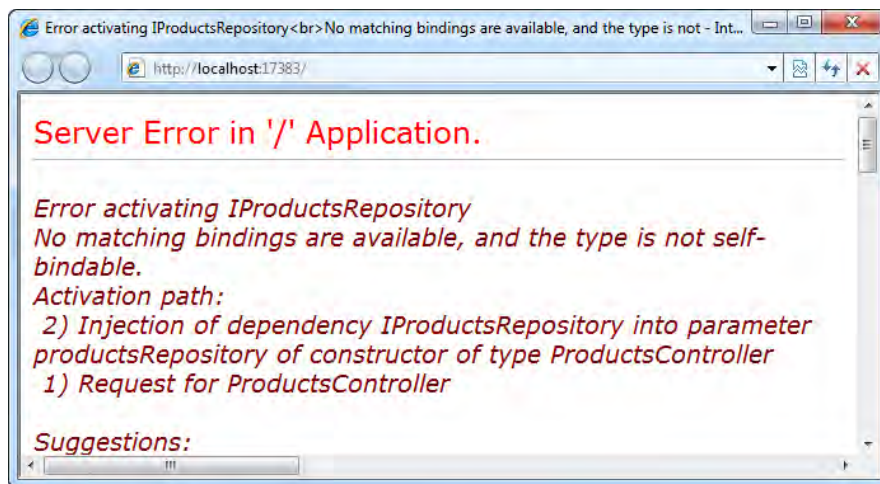 Error activating IProductsRepository<br>No matching bindings are available, and the type is not - Int...
http://localhost:17383/
Server Error in '/' Application.
Error activating IProductsRepository
No matching bindings are available, and the type is not self-
bindable.
Activation path:
2) Injection of dependency IProductsRepository into parameter
productsRepository of constructor of type ProductsController
1) Request for ProductsController
Suggestions: